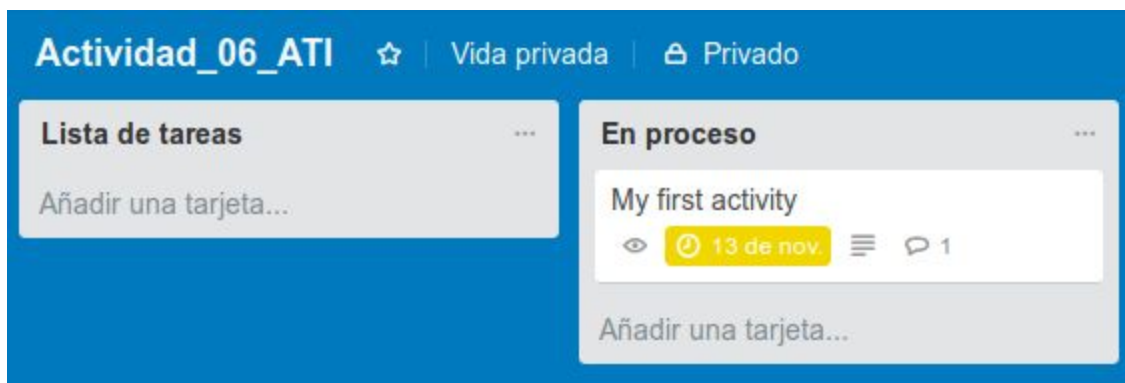 Actividad_06_ATI Vida privada Privado
Lista de tareas
Añadir una tarjeta...
En proceso
My first activity
13 de nov. 1
Añadir una tarjeta...